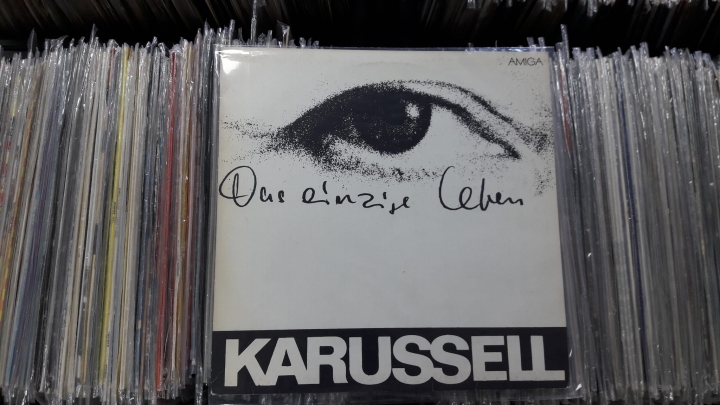 AMIGA
Das einzige Leben
KARUSSELL